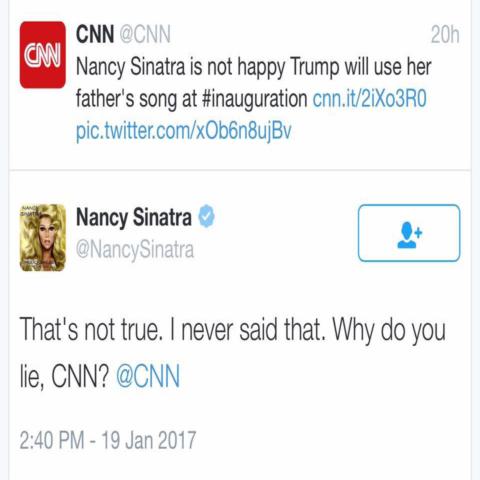 CNN
CNN @CNN 20h
Nancy Sinatra is not happy Trump will use her
father's song at #inauguration cnn.it/2iXo3R0
pic.twitter.com/xOb6n8ujBv
Nancy Sinatra
@NancySinatra
That's not true. I never said that. Why do you
lie, CNN? @CNN
2:40 PM - 19 Jan 2017